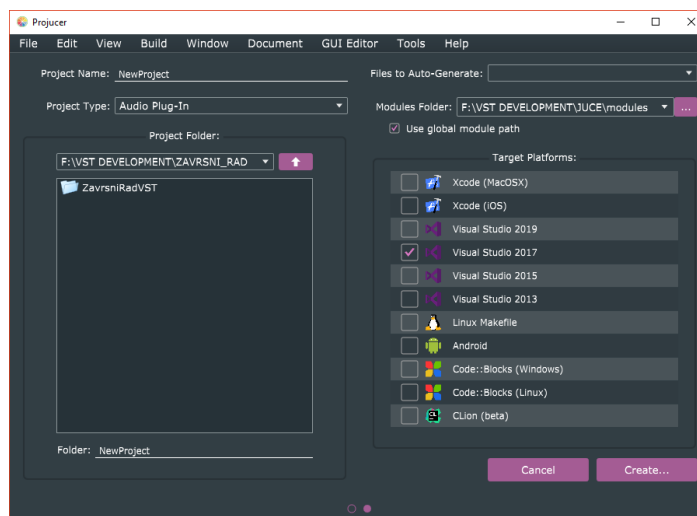 Projucer
File Edit View Build Window Document GUI Editor Tools Help
Project Name: NewProject
Files to Auto-Generate:
Project Type: Audio Plug-In
Modules Folder: F:\VST DEVELOPMENT\JUCE\modules ...
Use global module path
Project Folder:
F:\VST DEVELOPMENT\ZAVRSNI_RAD
ZavrsniRadVST
Folder: NewProject
Target Platforms:
Xcode (MacOSX)
Xcode (iOS)
Visual Studio 2019
Visual Studio 2017
Visual Studio 2015
Visual Studio 2013
Linux Makefile
Android
Code::Blocks (Windows)
Code::Blocks (Linux)
CL CLion (beta)
Cancel Create...